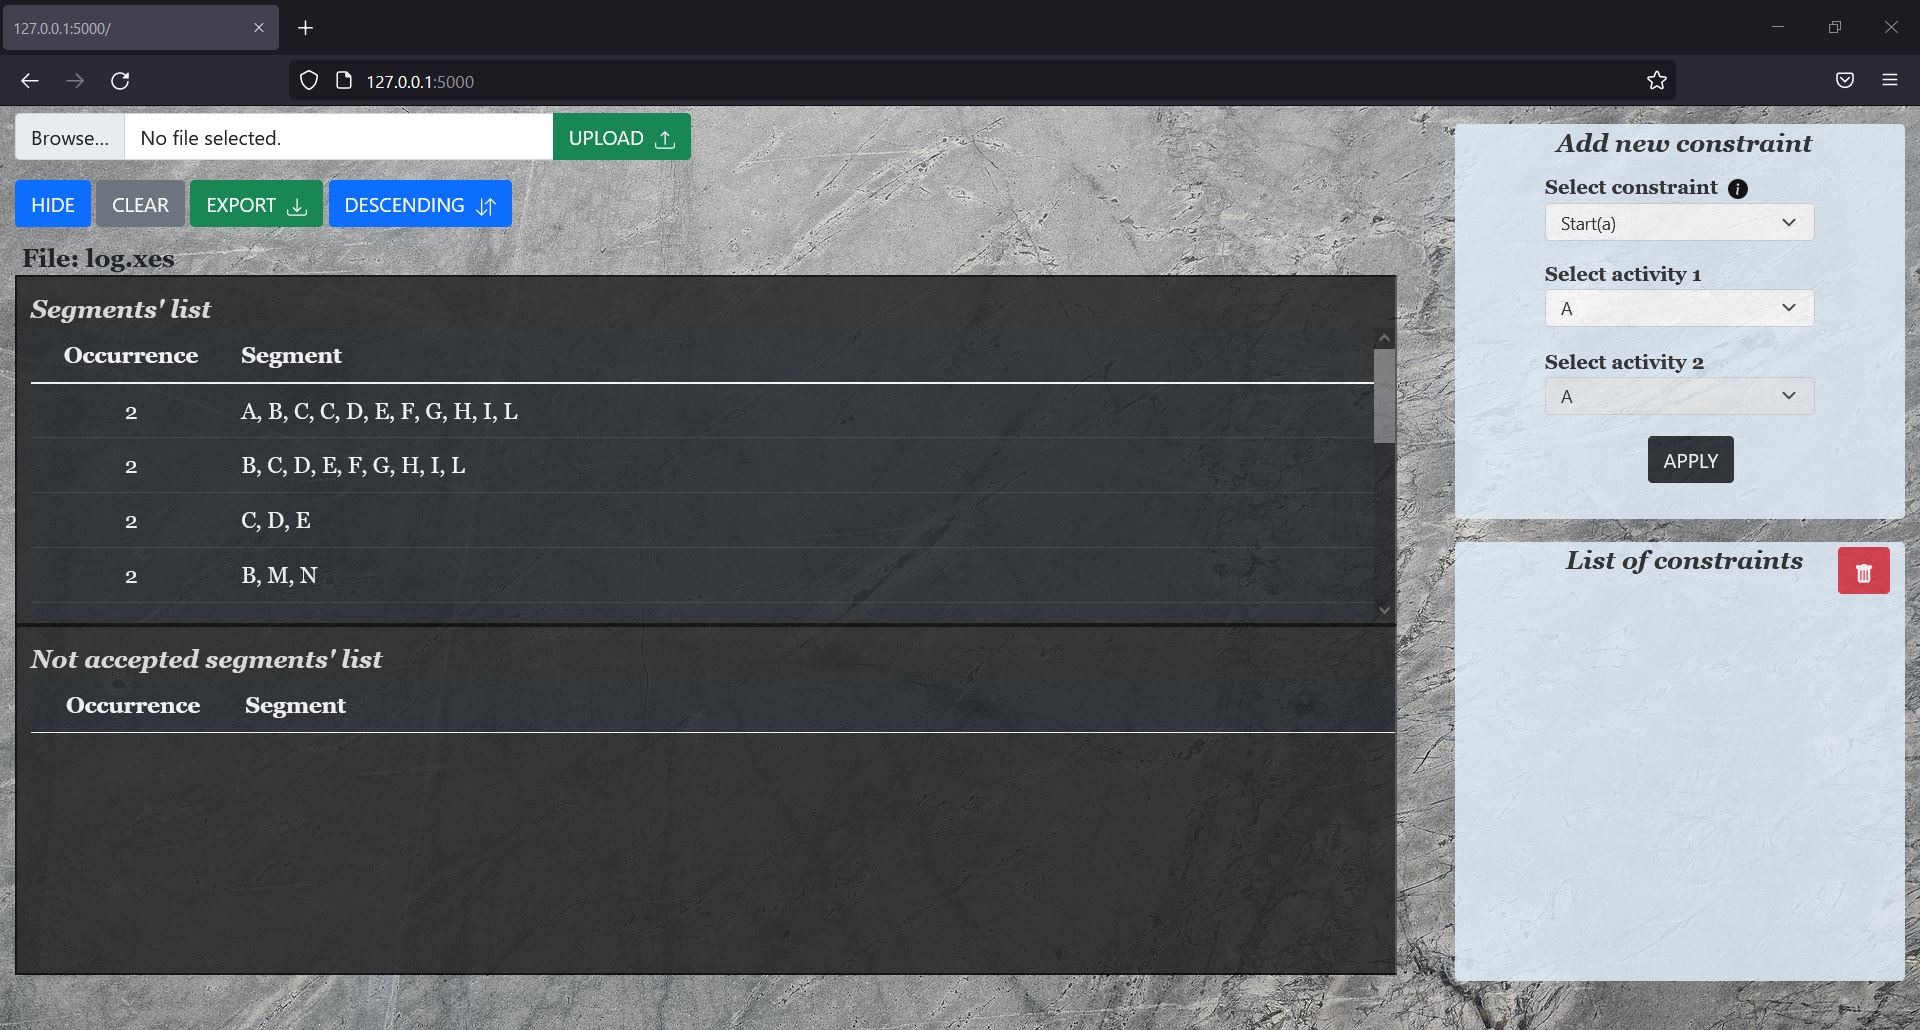 127.0.0.1:5000/
127.0.0.1:5000
Browse... No file selected. UPLOAD
HIDE CLEAR EXPORT DESCENDING
File: log.xes
Segments' list
Occurrence Segment
2 A, B, C, C, D, E, F, G, H, I, L
2 B, C, D, E, F, G, H, I, L
2 C, D, E
2 B, M, N
Not accepted segments' list
Occurrence Segment
Add new constraint
Select constraint i
Start(a)
Select activity 1
A
Select activity 2
A
APPLY
List of constraints